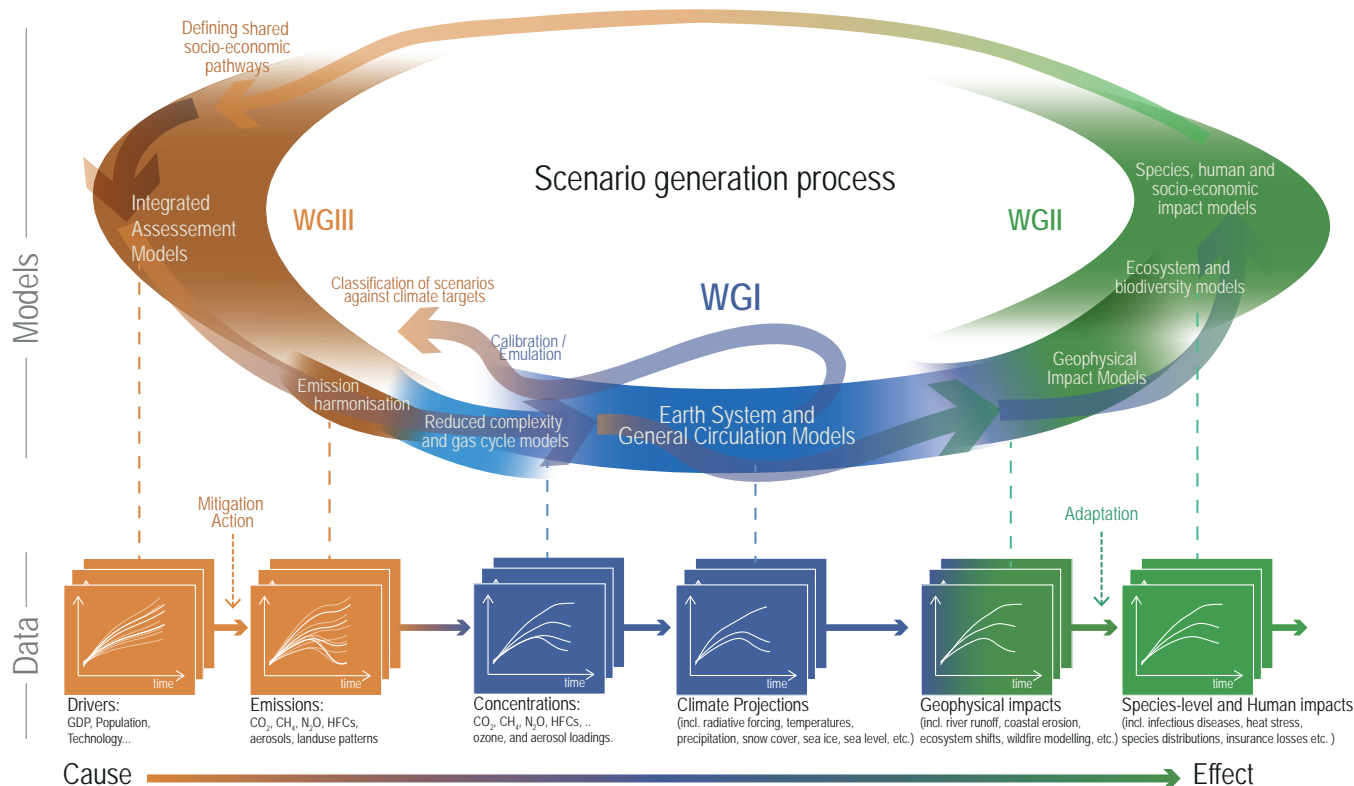 Models
Defining shared
socio-economic
pathways
Scenario generation process
Integrated
Assessement
Models
WGIII
WGII
WGI
Species, human and
socio-economic
impact models
Ecosystem and
biodiversity models
Classification of scenarios
against climate targets
Calibration /
Emulation
Geophysical
Impact Models
Emission
harmonisation
Reduced complexity
and gas cycle models
Earth System and
General Circulation Models
Mitigation
Action
Adaptation
Data
time
time
time
time
time
time
Drivers:
GDP, Population,
Technology...
Emissions:
CO₂, CH₄, N₂O, HFCs,
aerosols, landuse patterns
Concentrations:
CO₂, CH₄, N₂O, HFCs, ..
ozone, and aerosol loadings.
Climate Projections
(incl. radiative forcing, temperatures,
precipitation, snow cover, sea ice, sea level, etc.)
Geophysical impacts
(incl. river runoff, coastal erosion,
ecosystem shifts, wildfire modelling, etc.)
Species-level and Human impacts
(incl. infectious diseases, heat stress,
species distributions, insurance losses etc. )
Cause
Effect